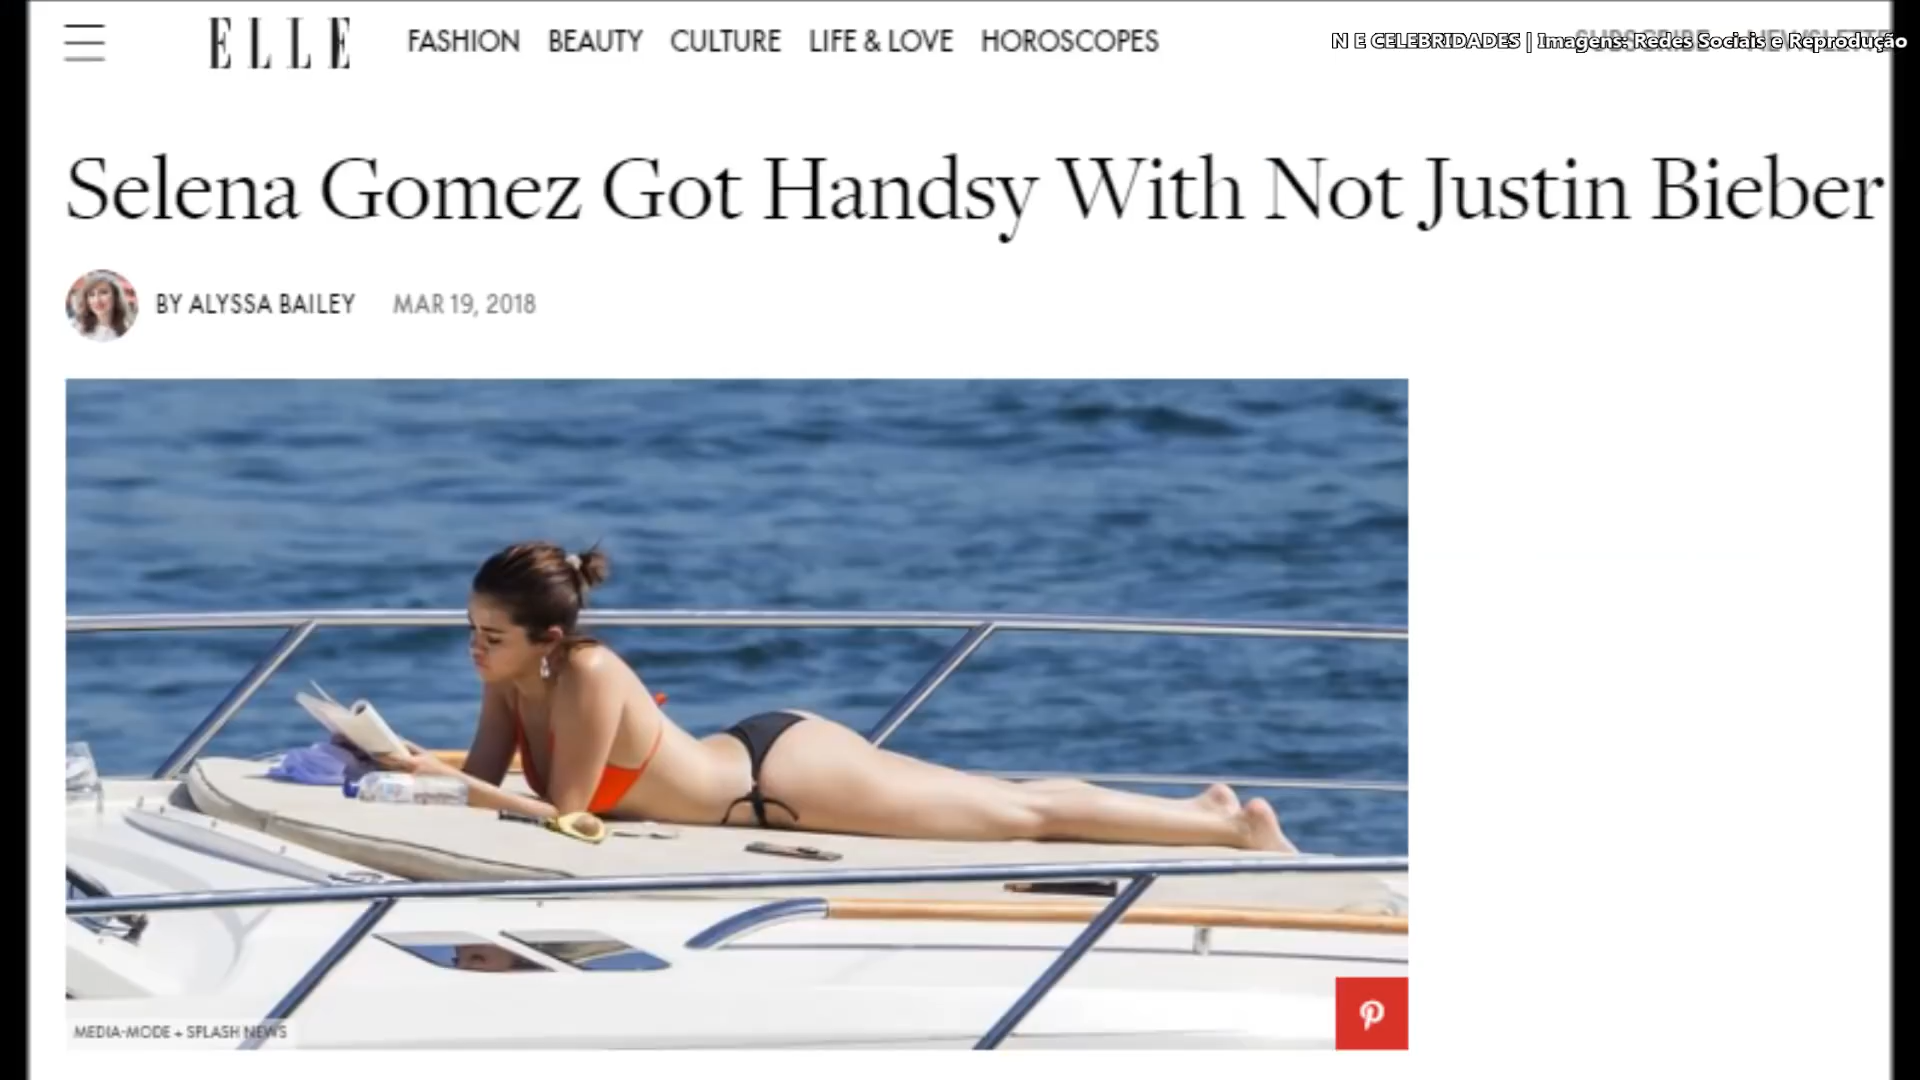 ELLE FASHION BEAUTY CULTURE LIFE & LOVE HOROSCOPES
N E CELEBRIDADES | Imagens: Redes Sociais e Reprodução
SUBSCRIBE
Selena Gomez Got Handsy With Not Justin Bieber
BY ALYSSA BAILEY MAR 19, 2018
MEDIA-MODE + SPLASH NEWS